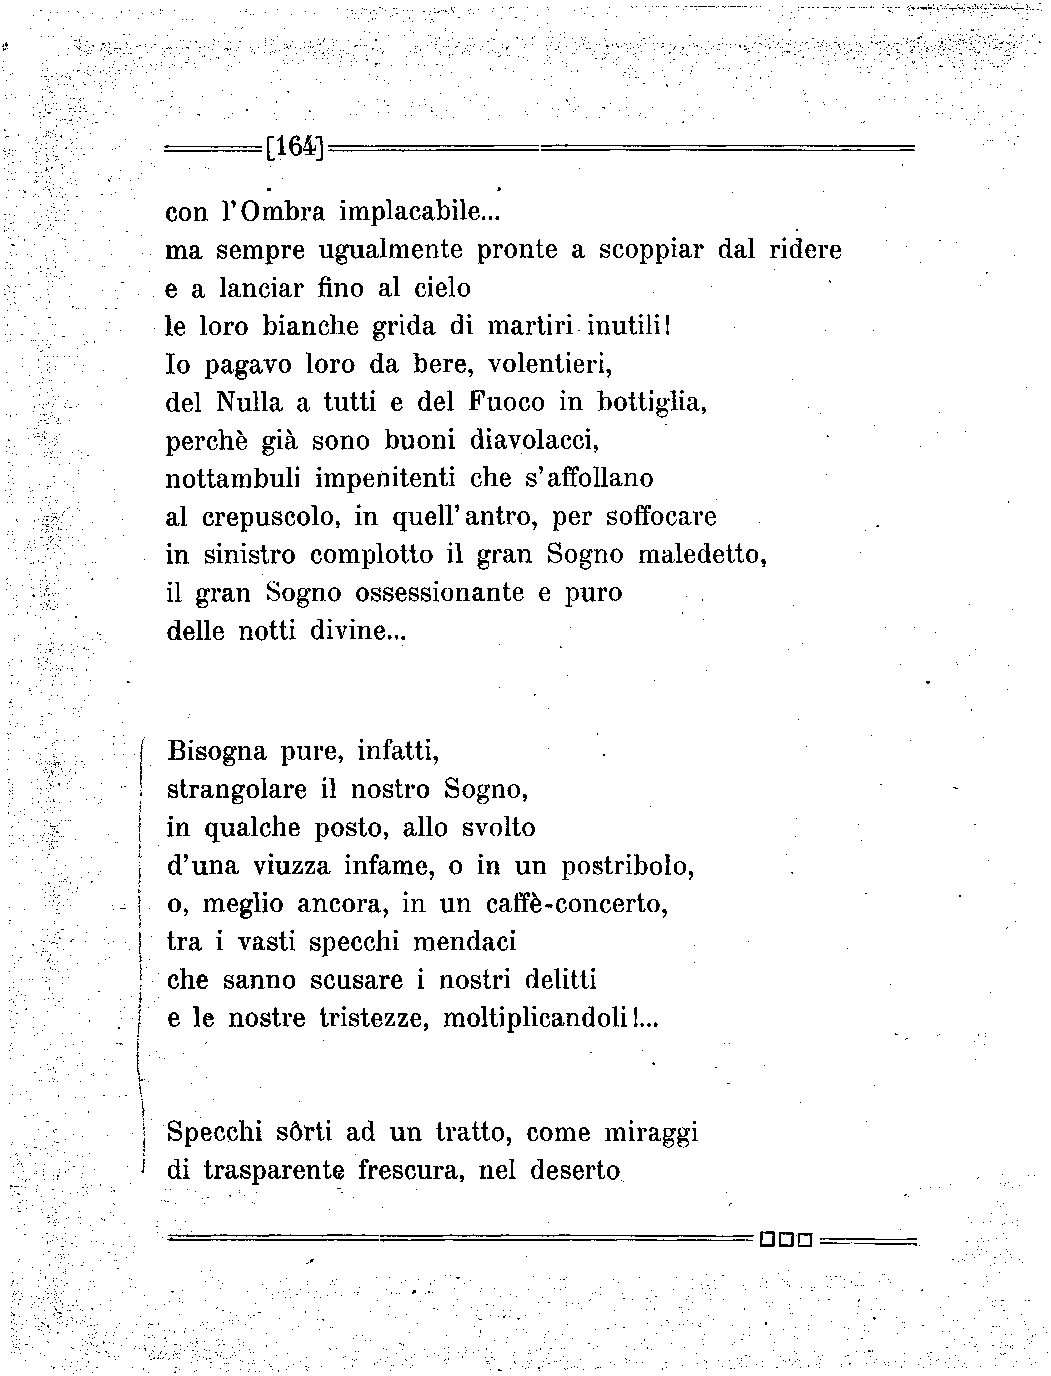 [164]
con l'Ombra implacabile...
ma sempre ugualmente pronte a scoppiar dal ridere
e a lanciar fino al cielo
le loro bianche grida di martiri inutili!
Io pagavo loro da bere, volentieri,
del Nulla a tutti e del Fuoco in bottiglia,
perchè già sono buoni diavolacci,
nottambuli impenitenti che s'affollano
al crepuscolo, in quell'antro, per soffocare
in sinistro complotto il gran Sogno maledetto,
il gran Sogno ossessionante e puro
delle notti divine...
Bisogna pure, infatti,
strangolare il nostro Sogno,
in qualche posto, allo svolto
d'una viuzza infame, o in un postribolo,
o, meglio ancora, in un caffè-concerto,
tra i vasti specchi mendaci
che sanno scusare i nostri delitti
e le nostre tristezze, moltiplicandoli!...
Specchi sôrti ad un tratto, come miraggi
di trasparente frescura, nel deserto